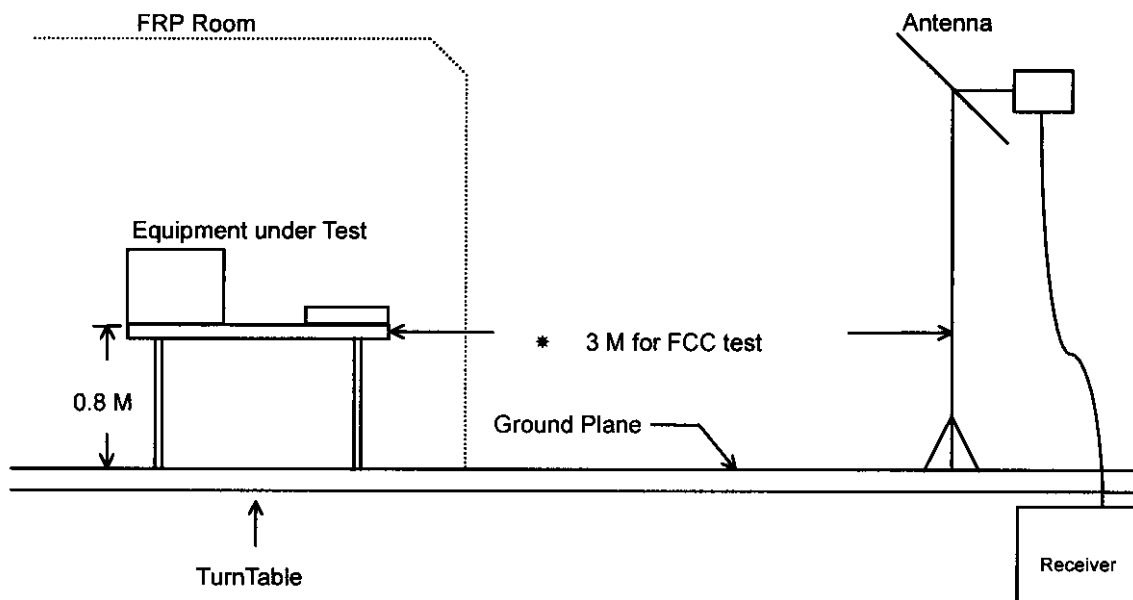 FRP Room
Antenna
Equipment under Test
* 3 M for FCC test
0.8 M
Ground Plane
TurnTable
Receiver